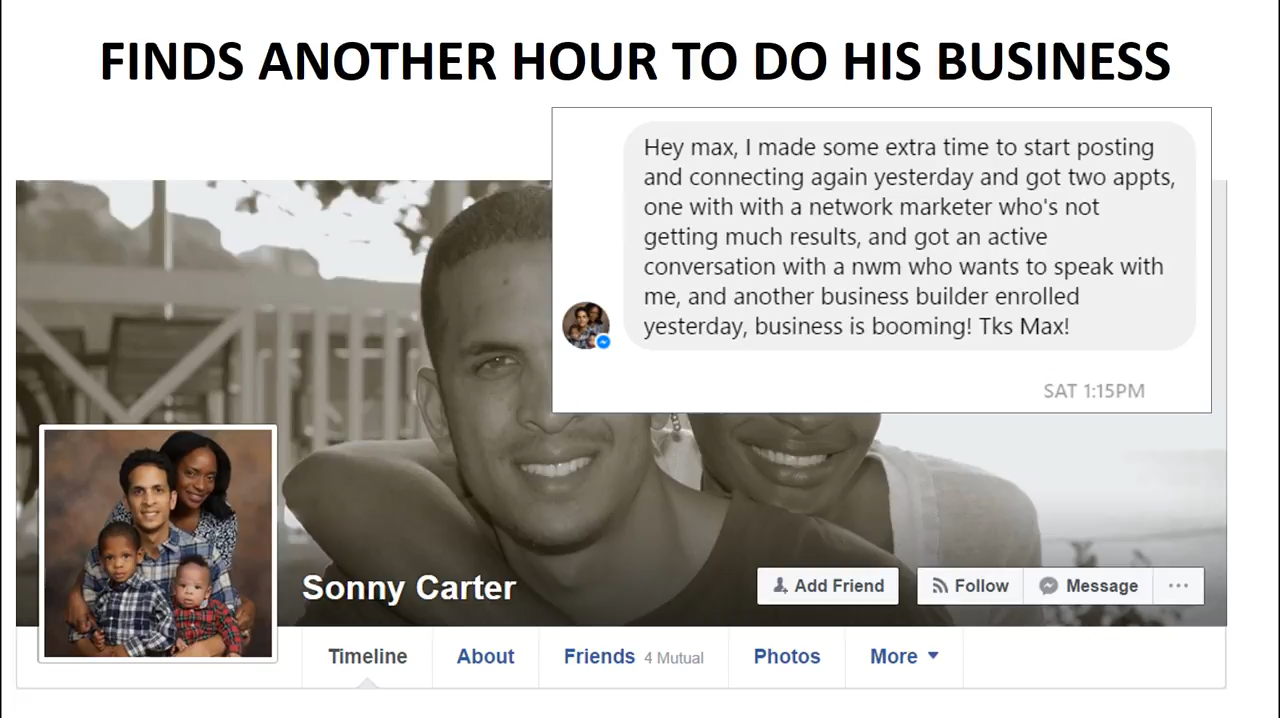 FINDS ANOTHER HOUR TO DO HIS BUSINESS
Hey max, I made some extra time to start posting
and connecting again yesterday and got two appts,
one with with a network marketer who's not
getting much results, and got an active
conversation with a nwm who wants to speak with
me, and another business builder enrolled
yesterday, business is booming! Tks Max!
SAT 1:15PM
Sonny Carter
Add Friend
Follow
Message
Timeline
About
Friends 4 Mutual
Photos
More